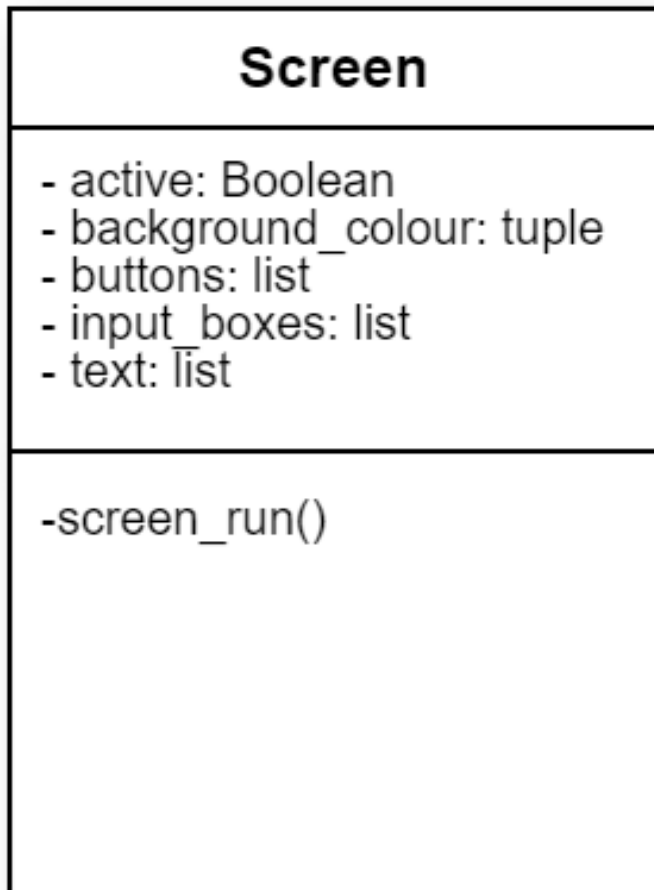 Screen
- active: Boolean
- background_colour: tuple
- buttons: list
- input_boxes: list
- text: list
-screen_run()